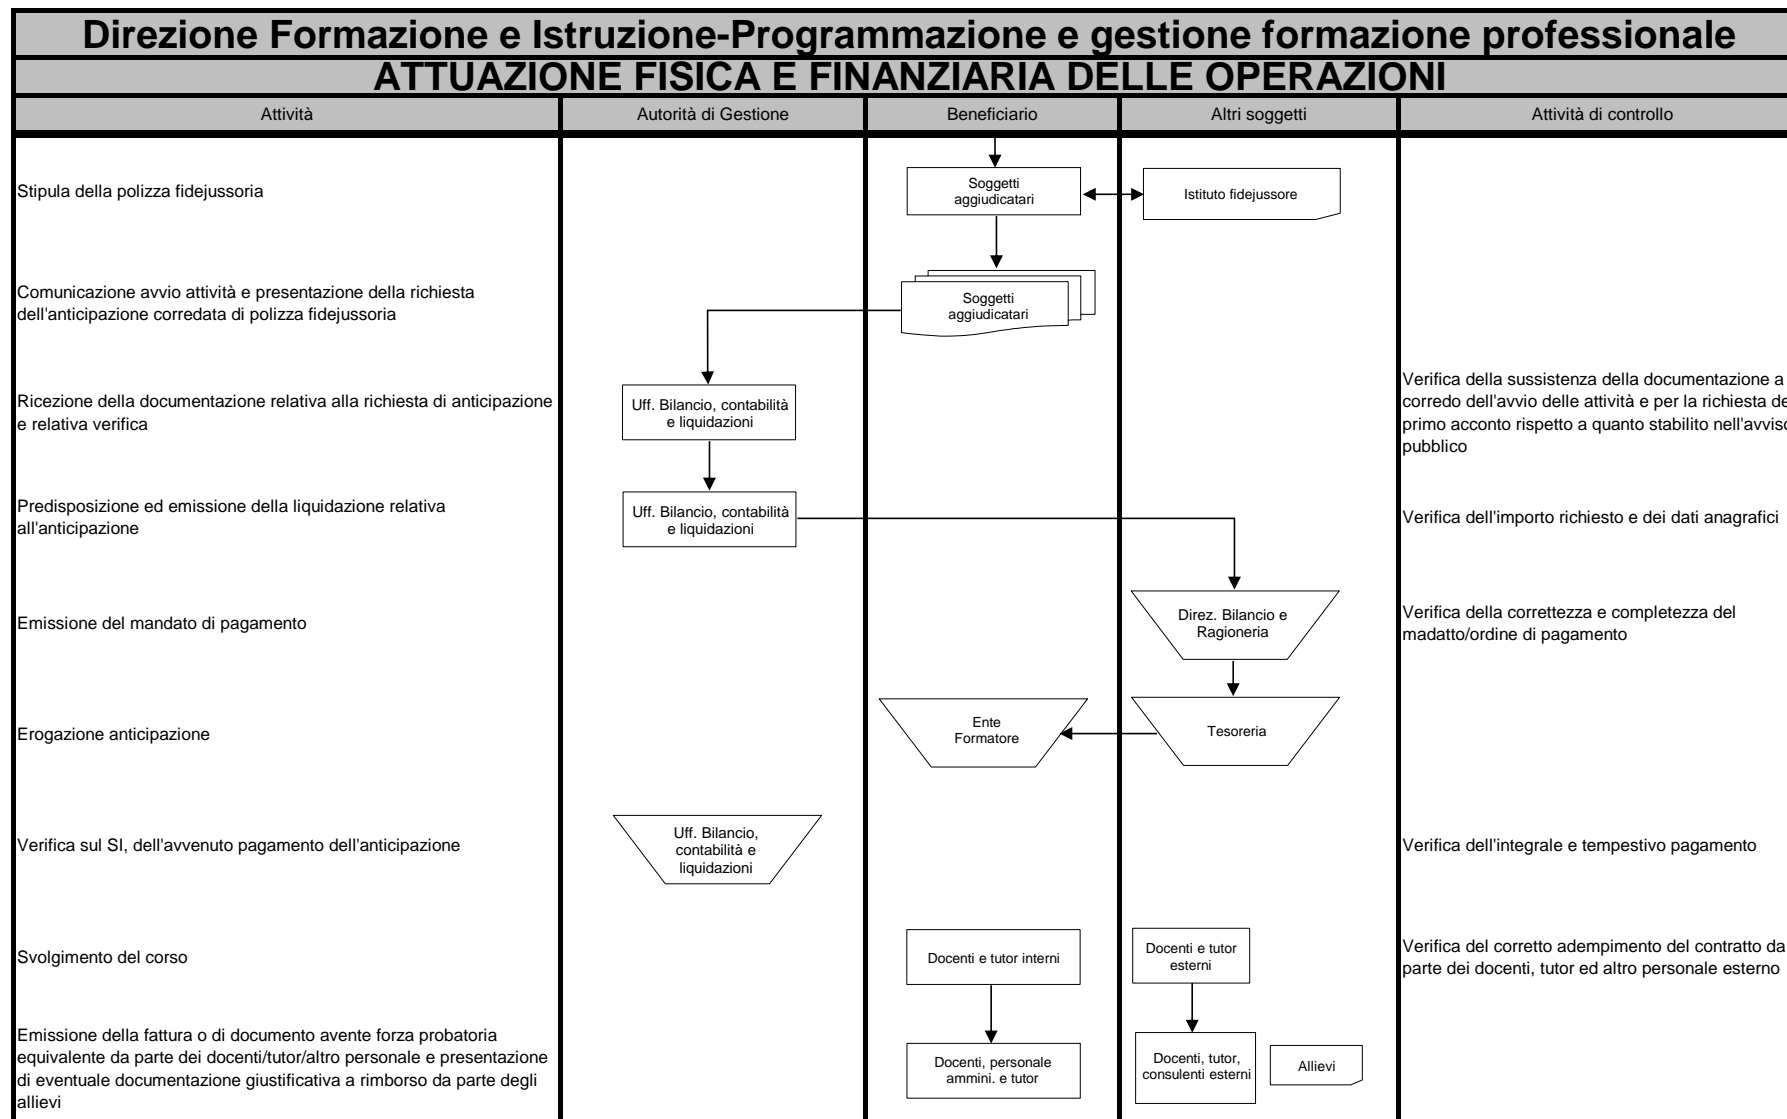 Direzione Formazione e Istruzione-Programmazione e gestione formazione professionale
ATTUAZIONE FISICA E FINANZIARIA DELLE OPERAZIONI
Attività
Autorità di Gestione
Beneficiario
Altri soggetti
Attività di controllo
Stipula della polizza fidejussoria
Soggetti
aggiudicatari
Istituto fidejussore
Comunicazione avvio attività e presentazione della richiesta
dell'anticipazione corredata di polizza fidejussoria
Soggetti
aggiudicatari
Ricezione della documentazione relativa alla richiesta di anticipazione
e relativa verifica
Uff. Bilancio, contabilità
e liquidazioni
Verifica della sussistenza della documentazione a
corredo dell'avvio delle attività e per la richiesta
primo acconto rispetto a quanto stabilito nell'avviso
pubblico
Predisposizione ed emissione della liquidazione relativa
all'anticipazione
Uff. Bilancio, contabilità
e liquidazioni
Verifica dell'importo richiesto e dei dati anagrafici
Emissione del mandato di pagamento
Direz. Bilancio e
Ragioneria
Verifica della correttezza e completezza del
madatto/ordine di pagamento
Erogazione anticipazione
Ente
Formatore
Tesoreria
Verifica sul SI, dell'avvenuto pagamento dell'anticipazione
Uff. Bilancio,
contabilità e
liquidazioni
Verifica dell'integrale e tempestivo pagamento
Svolgimento del corso
Docenti e tutor interni
Docenti e tutor
esterni
Verifica del corretto adempimento del contratto da
parte dei docenti, tutor ed altro personale esterno
Emissione della fattura o di documento avente forza probatoria
equivalente da parte dei docenti/tutor/altro personale e presentazione
di eventuale documentazione giustificativa a rimborso da parte degli
allievi
Docenti, personale
ammini. e tutor
Docenti, tutor,
consulenti esterni
Allievi